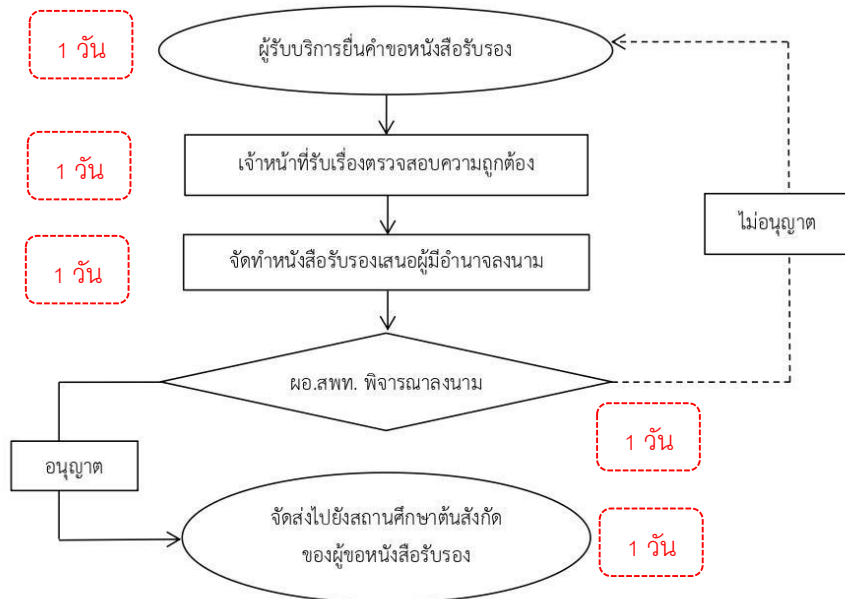 1 วัน
ผู้รับบริการยื่นคำขอหนังสือรับรอง
1 วัน
เจ้าหน้าที่รับเรื่องตรวจสอบความถูกต้อง
ไม่อนุญาต
1 วัน
จัดทำหนังสือรับรองเสนอผู้มีอำนาจลงนาม
ผอ.สพท. พิจารณาลงนาม
1 วัน
อนุญาต
จัดส่งไปยังสถานศึกษาต้นสังกัด
ของผู้ขอหนังสือรับรอง
1 วัน